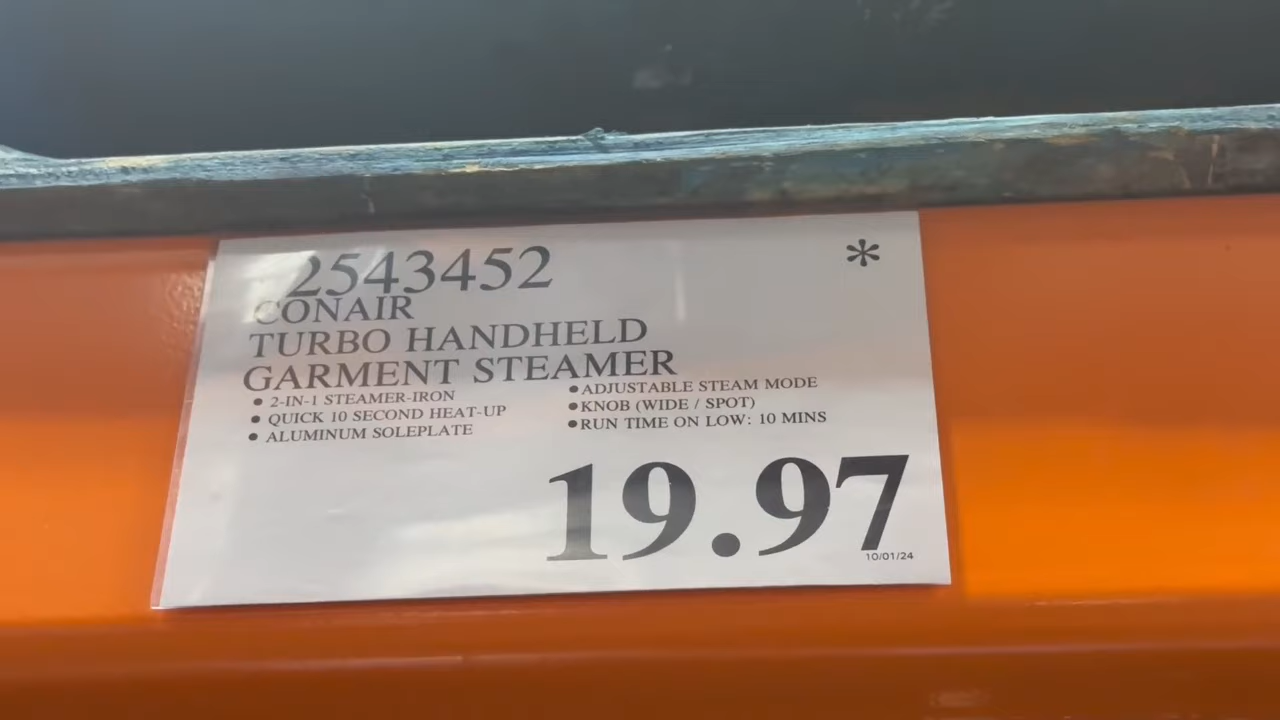 2543452 *
CONAIR
TURBO HANDHELD
GARMENT STEAMER
• 2-IN-1 STEAMER-IRON
• QUICK 10 SECOND HEAT-UP
• ALUMINUM SOLEPLATE
• ADJUSTABLE STEAM MODE
• KNOB (WIDE / SPOT)
• RUN TIME ON LOW: 10 MINS
19.97
10/01/24